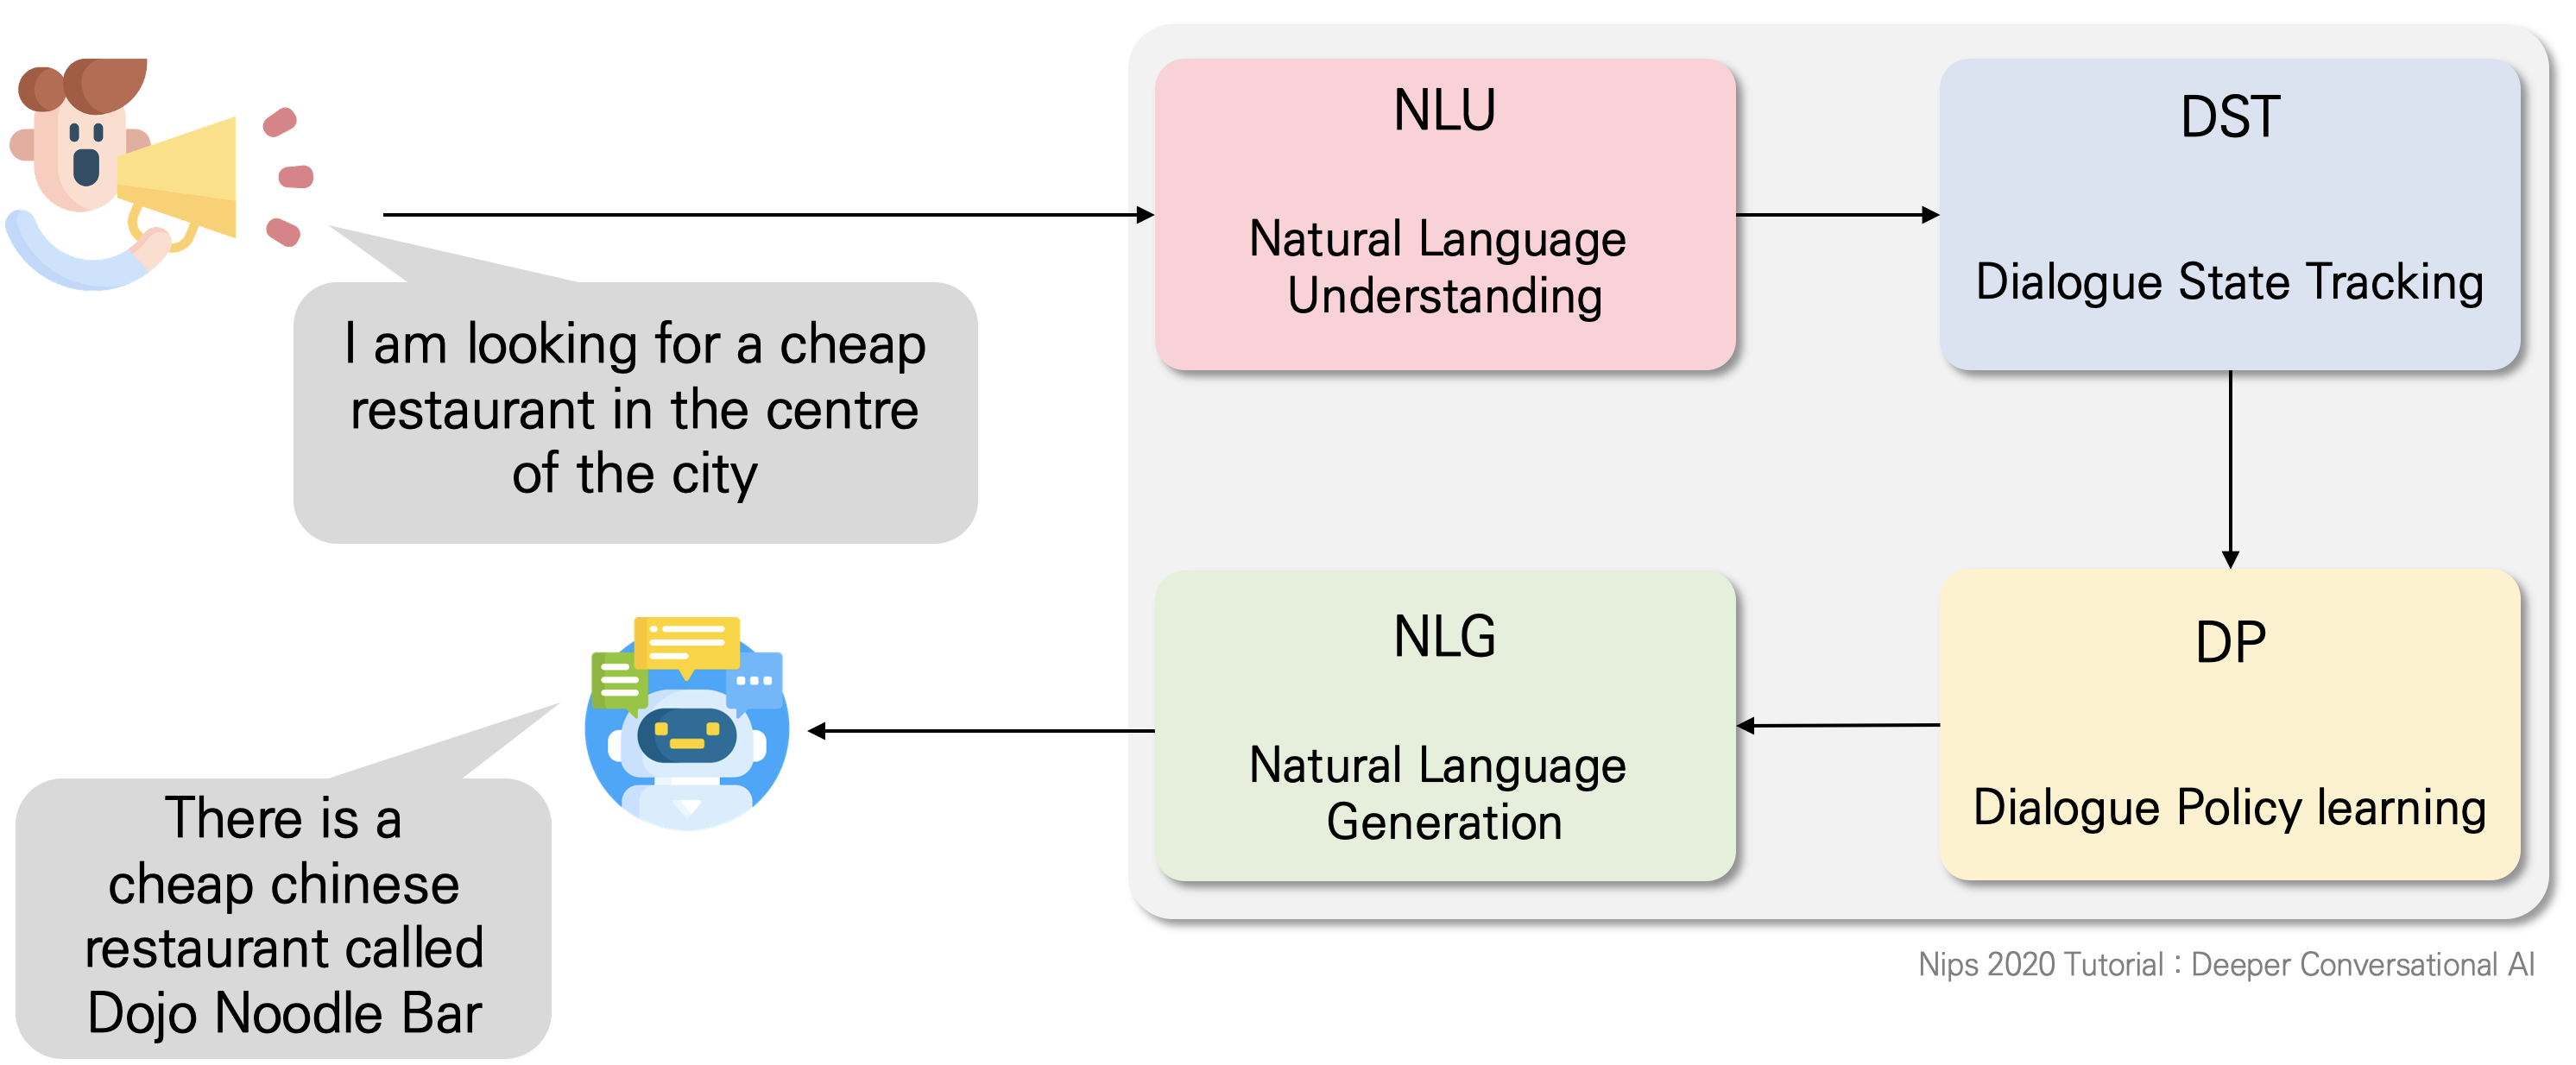 NLU
Natural Language
Understanding
DST
Dialogue State Tracking
I am looking for a cheap
restaurant in the centre
of the city
NLG
Natural Language
Generation
DP
Dialogue Policy learning
There is a
cheap chinese
restaurant called
Dojo Noodle Bar
Nips 2020 Tutorial : Deeper Conversational AI